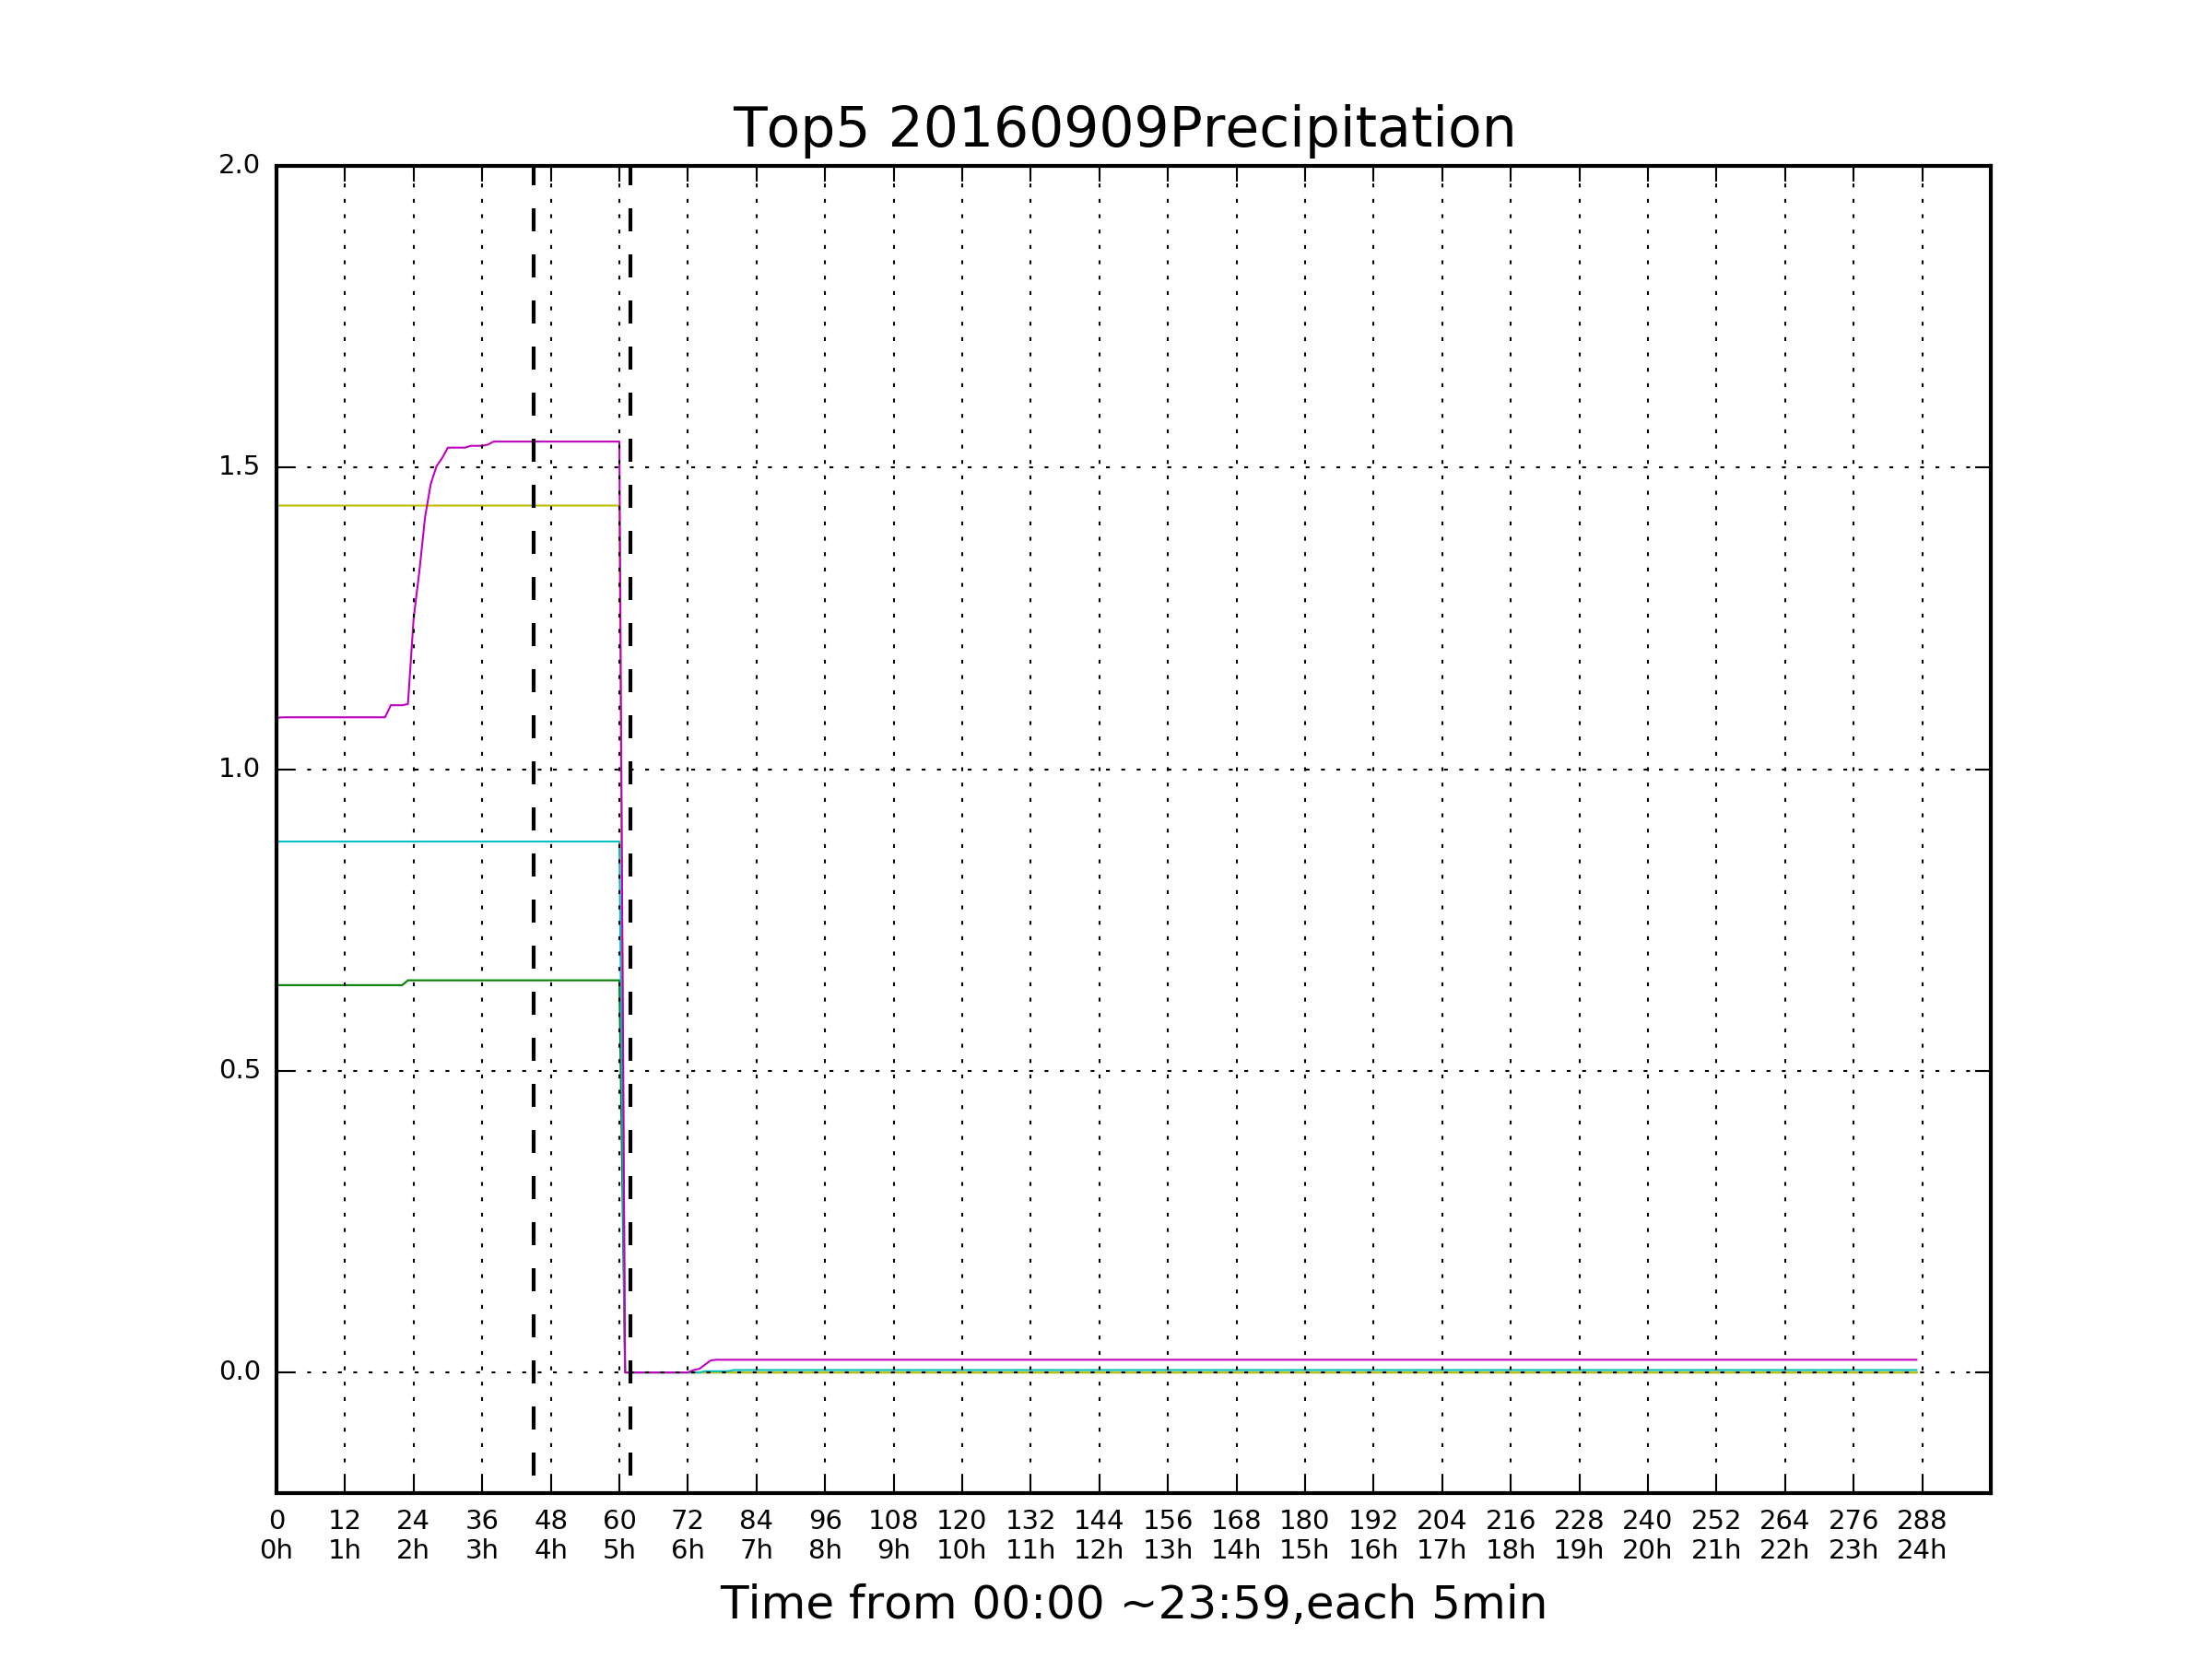 Top5 20160909Precipitation
2.0
1.5
1.0
0.5
0.0
0 12 24 36 48 60 72 84 96 108 120 132 144 156 168 180 192 204 216 228 240 252 264 276 288
0h 1h 2h 3h 4h 5h 6h 7h 8h 9h 10h 11h 12h 13h 14h 15h 16h 17h 18h 19h 20h 21h 22h 23h 24h
Time from 00:00 ~23:59,each 5min